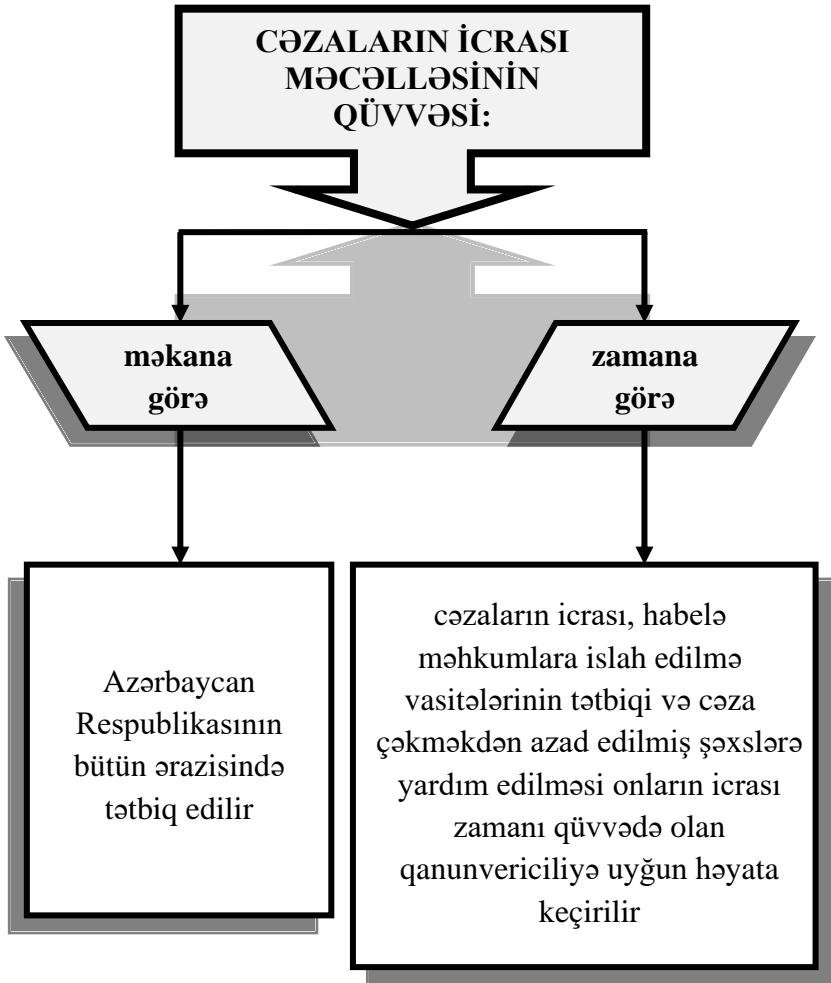 CƏZALARIN İCRASI
MƏCƏLLƏSİNİN
QÜVVƏSİ:
məkana
görə
zamana
görə
Azərbaycan
Respublikasının
bütün ərazisində
tətbiq edilir
cəzaların icrası, habelə
məhkumlara islah edilmə
vasitələrinin tətbiqi və cəza
çəkməkdən azad edilmiş şəxslərə
yardım edilməsi onların icrası
zamanı qüvvədə olan
qanunvericiliyə uyğun həyata
keçirilir